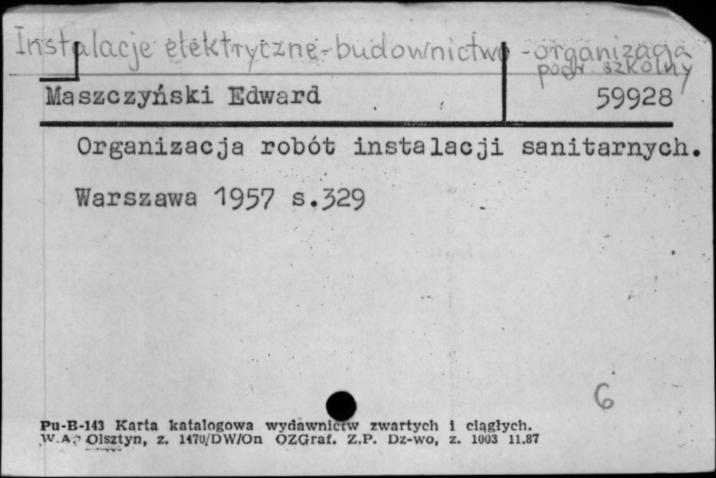 Instalacje elektryczne - budownictwo - organizacja
podr. szkolny
Maszczyński Edward
59928
Organizacja robót instalacji sanitarnych.
Warszawa 1957 s.329
6
Pu-B-143 Karta katalogowa wydawnictw zwartych i ciągłych.
W.A. Olsztyn, z. 1470/DW/On OZGraf. Z.P. Dz-wo, z. 1003 11.87